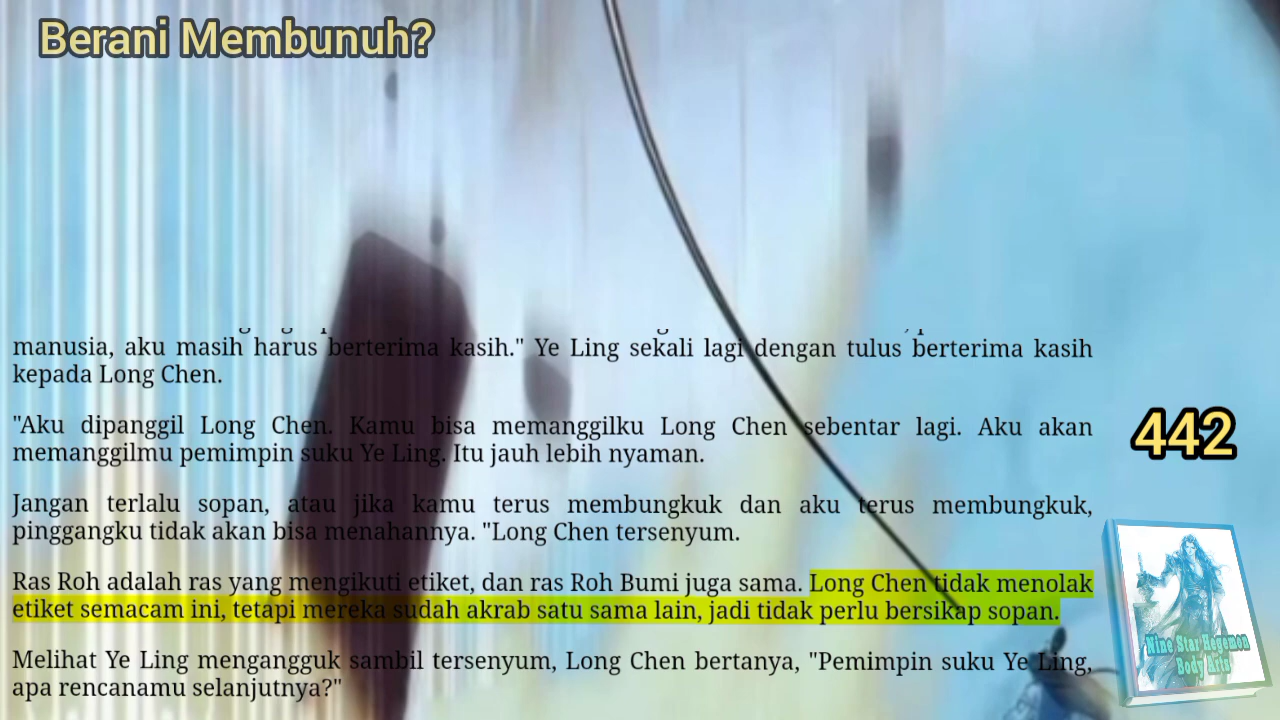 Berani Membunuh?
manusia, aku masih harus berterima kasih." Ye Ling sekali lagi dengan tulus berterima kasih
kepada Long Chen.
"Aku dipanggil Long Chen. Kamu bisa memanggilku Long Chen sebentar lagi. Aku akan
memanggilmu pemimpin suku Ye Ling. Itu jauh lebih nyaman.
442
Jangan terlalu sopan, atau jika kamu terus membungkuk dan aku terus membungkuk,
pinggangku tidak akan bisa menahannya. "Long Chen tersenyum.
Ras Roh adalah ras yang mengikuti etiket, dan ras Roh Bumi juga sama. Long Chen tidak menolak
etiket semacam ini, tetapi mereka sudah akrab satu sama lain, jadi tidak perlu bersikap sopan.
Melihat Ye Ling mengangguk sambil tersenyum, Long Chen bertanya, "Pemimpin suku Ye Ling,
apa rencanamu selanjutnya?"
Nine Star Hegemon
Body Arts